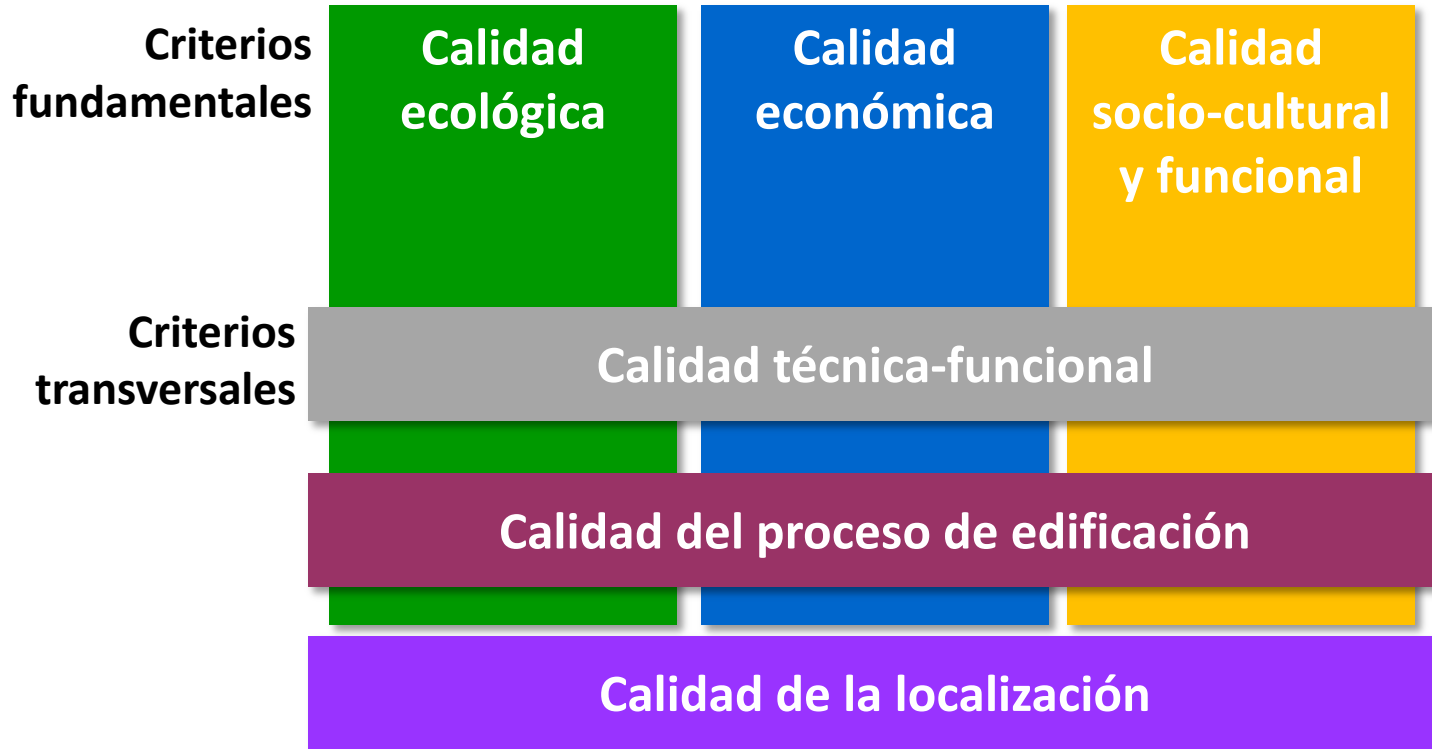 Criterios
fundamentales
Calidad
ecológica
Calidad
económica
Calidad
socio-cultural
y funcional
Criterios
transversales
Calidad técnica-funcional
Calidad del proceso de edificación
Calidad de la localización